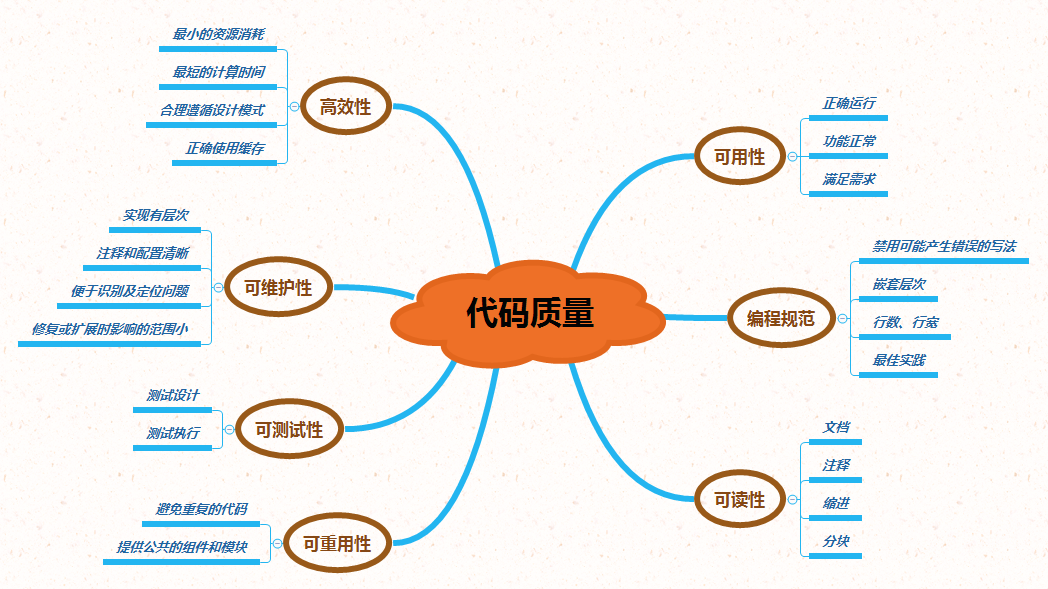 代码质量
可用性
正确运行
功能正常
满足需求
编程规范
禁用可能产生错误的写法
嵌套层次
行数、行宽
最佳实践
可读性
文档
注释
缩进
分块
高效性
最小的资源消耗
最短的计算时间
合理遵循设计模式
正确使用缓存
可维护性
实现有层次
注释和配置清晰
便于识别及定位问题
修复或扩展时影响的范围小
可测试性
测试设计
测试执行
可重用性
避免重复的代码
提供公共的组件和模块